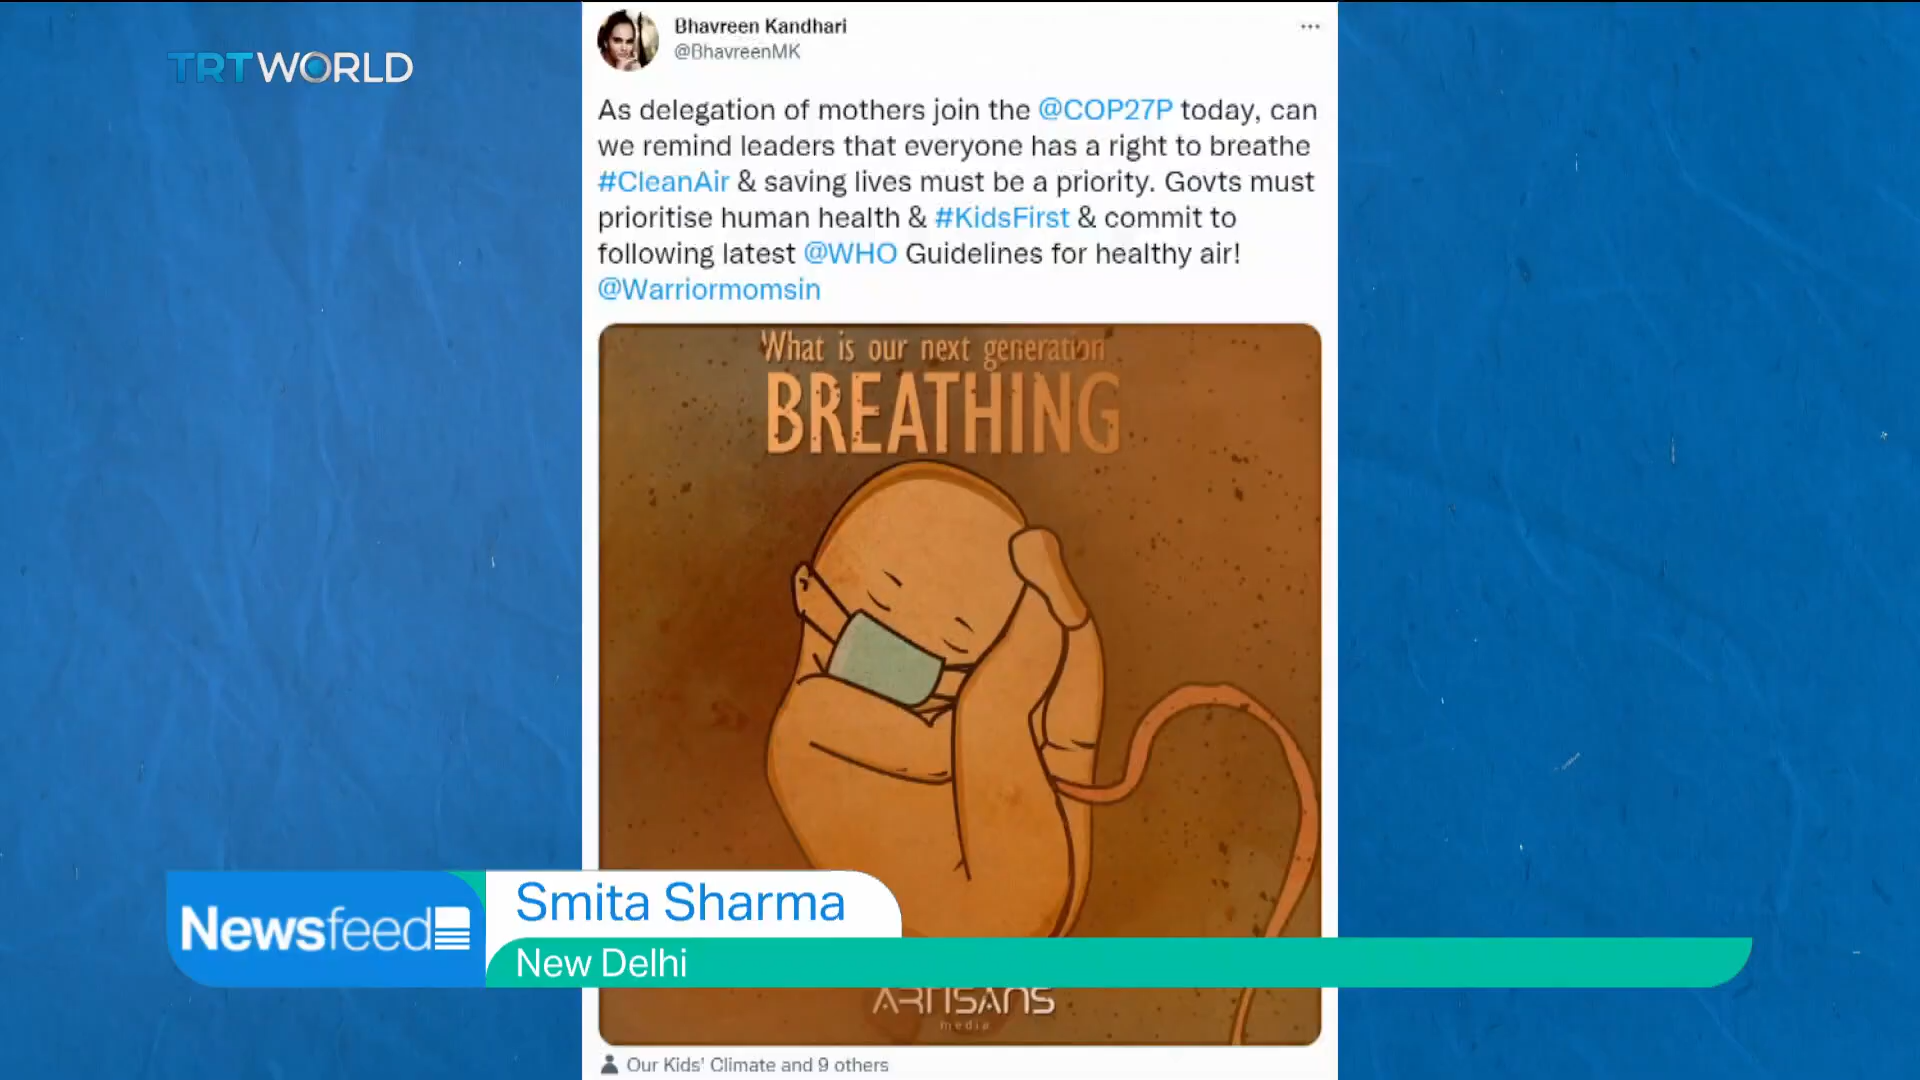 TRT WORLD
Bhavreen Kandhari
@BhavreenMK
As delegation of mothers join the @COP27P today, can
we remind leaders that everyone has a right to breathe
#CleanAir & saving lives must be a priority. Govts must
prioritise human health & #KidsFirst & commit to
following latest @WHO Guidelines for healthy air!
@Warriormomsin
What is our next generation
BREATHING
Newsfeed
Smita Sharma
New Delhi
ARTISANS
media
Our Kids' Climate and 9 others